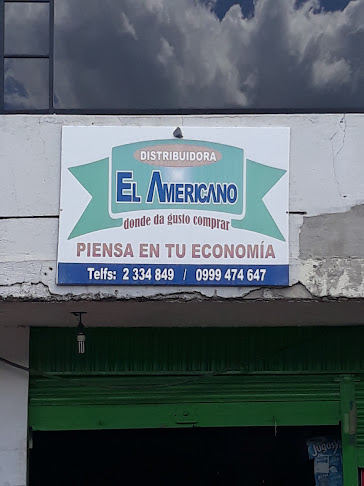 DISTRIBUIDORA
EL AMERICANO
donde da gusto comprar
PIENSA EN TU ECONOMÍA
Telfs: 2 334 849 / 0999 474 647